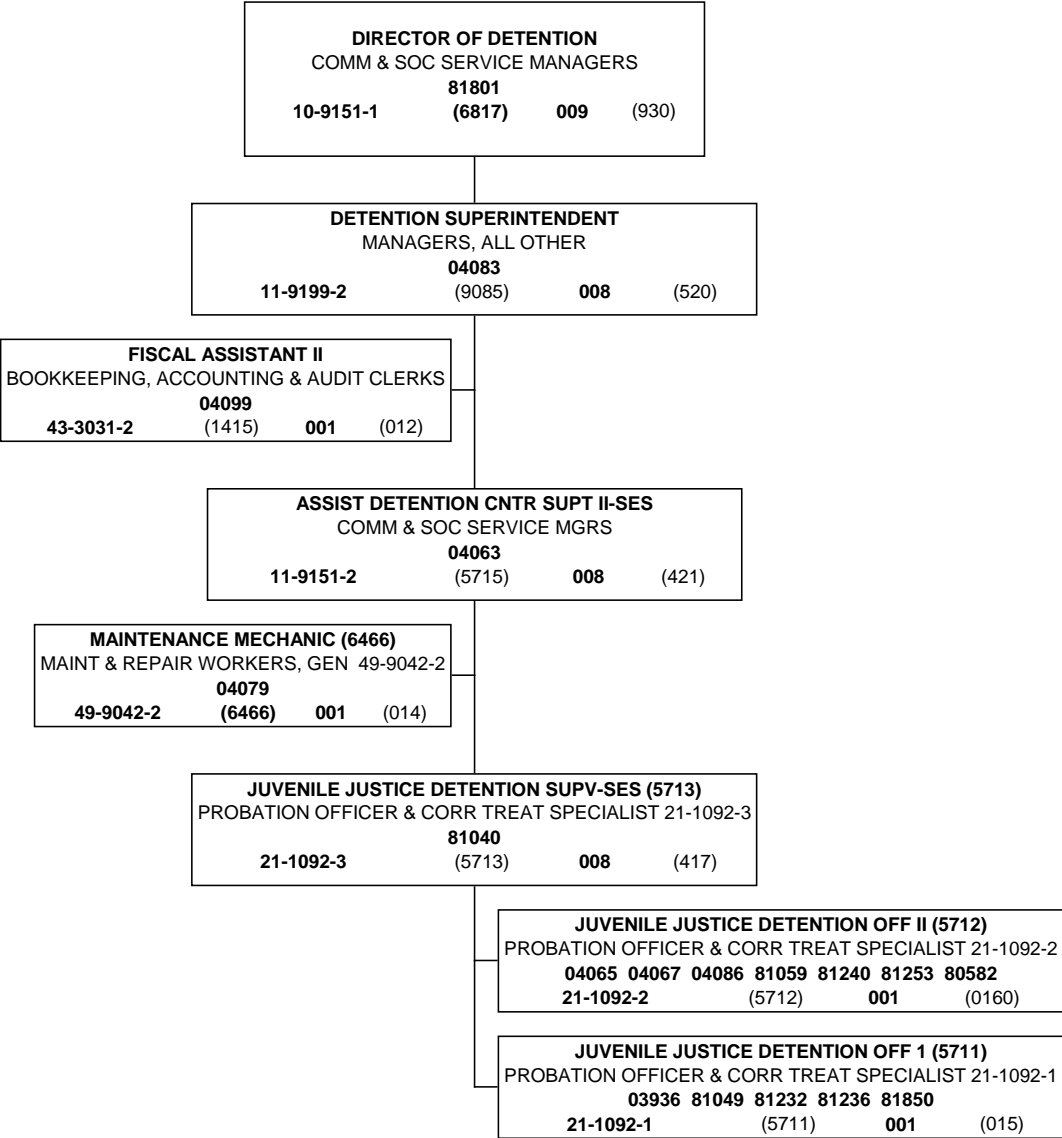 DIRECTOR OF DETENTION
COMM & SOC SERVICE MANAGERS
81801
10-9151-1 (6817) 009 (930)
DETENTION SUPERINTENDENT
MANAGERS, ALL OTHER
04083
11-9199-2 (9085) 008 (520)
FISCAL ASSISTANT II
BOOKKEEPING, ACCOUNTING & AUDIT CLERKS
04099
43-3031-2 (1415) 001 (012)
ASSIST DETENTION CNTR SUPT II-SES
COMM & SOC SERVICE MGRS
04063
11-9151-2 (5715) 008 (421)
MAINTENANCE MECHANIC (6466)
MAINT & REPAIR WORKERS, GEN 49-9042-2
04079
49-9042-2 (6466) 001 (014)
JUVENILE JUSTICE DETENTION SUPV-SES (5713)
PROBATION OFFICER & CORR TREAT SPECIALIST 21-1092-3
81040
21-1092-3 (5713) 008 (417)
JUVENILE JUSTICE DETENTION OFF II (5712)
PROBATION OFFICER & CORR TREAT SPECIALIST 21-1092-2
04065 04067 04086 81059 81240 81253 80582
21-1092-2 (5712) 001 (0160)
JUVENILE JUSTICE DETENTION OFF 1 (5711)
PROBATION OFFICER & CORR TREAT SPECIALIST 21-1092-1
03936 81049 81232 81236 81850
21-1092-1 (5711) 001 (015)